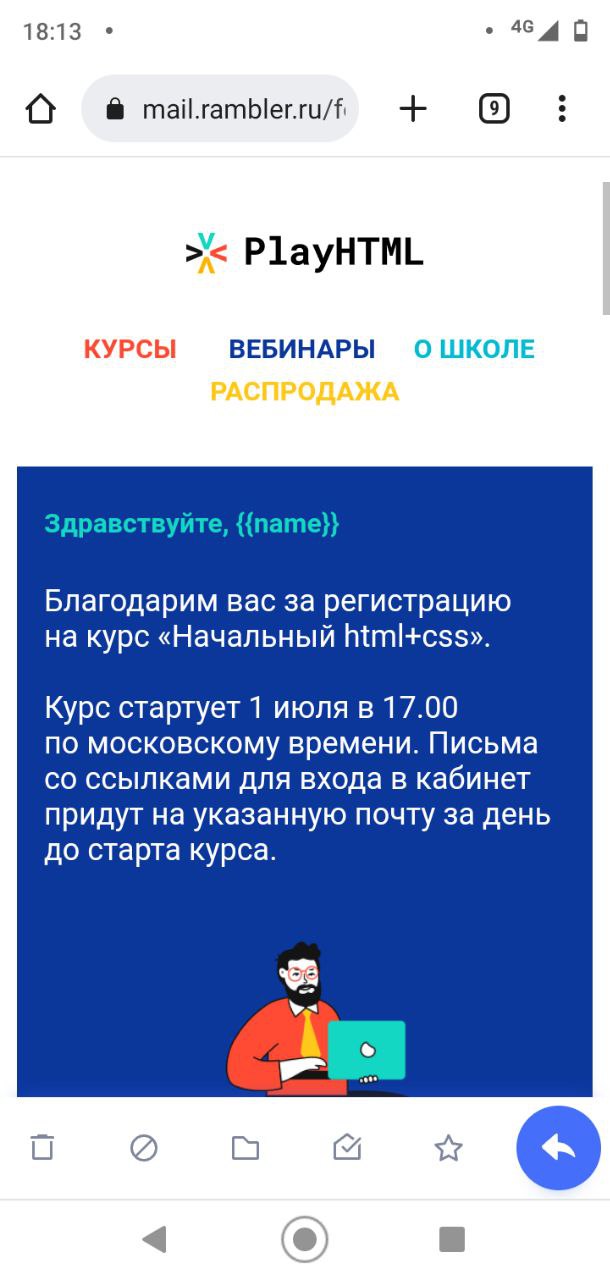 18:13
4G
mail.rambler.ru/f
9
PlayHTML
КУРСЫ ВЕБИНАРЫ О ШКОЛЕ
РАСПРОДАЖА
Здравствуйте, {{name}}
Благодарим вас за регистрацию
на курс «Начальный html+css».
Курс стартует 1 июля в 17.00
по московскому времени. Письма
со ссылками для входа в кабинет
придут на указанную почту за день
до старта курса.